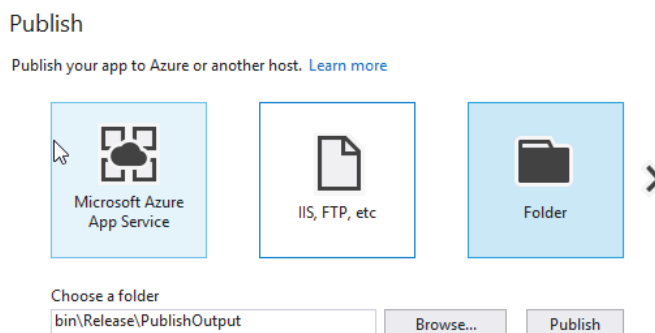 Publish
Publish your app to Azure or another host. Learn more
Microsoft Azure
App Service
IIS, FTP, etc
Folder
Choose a folder
bin\Release\PublishOutput
Browse...
Publish